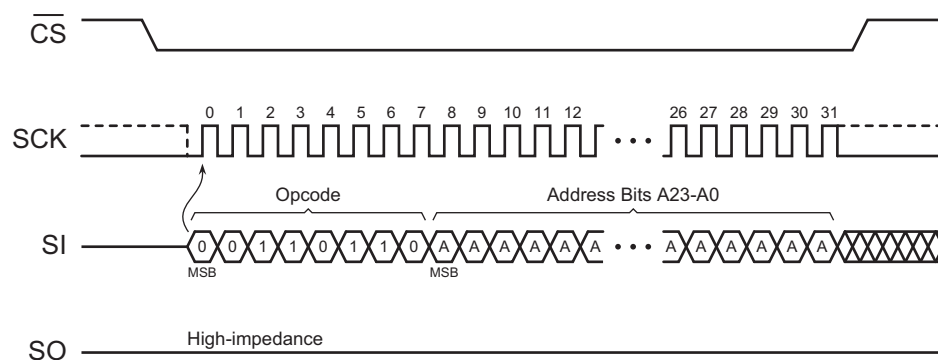 CS
0 1 2 3 4 5 6 7 8 9 10 11 12 26 27 28 29 30 31
SCK
Opcode Address Bits A23-A0
SI 0 0 1 1 0 1 1 0 A A A A A A A A A A A A
MSB MSB
High-impedance
SO